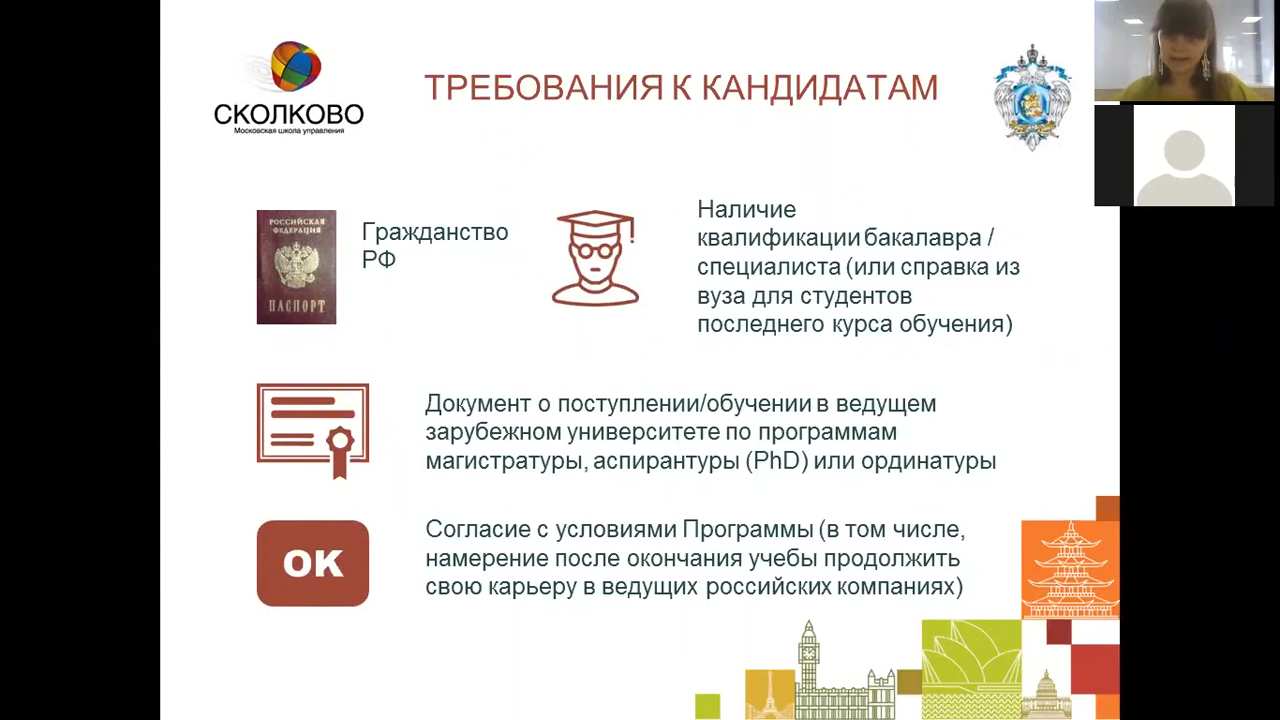 СКОЛКОВО
Московская школа управления
ТРЕБОВАНИЯ К КАНДИДАТАМ
РОССИЙСКАЯ
ФЕДЕРАЦИЯ
ПАСПОРТ
Гражданство
РФ
Наличие
квалификации бакалавра /
специалиста (или справка из
вуза для студентов
последнего курса обучения)
Документ о поступлении/обучении в ведущем
зарубежном университете по программам
магистратуры, аспирантуры (PhD) или ординатуры
ОК
Согласие с условиями Программы (в том числе,
намерение после окончания учебы продолжить
свою карьеру в ведущих российских компаниях)